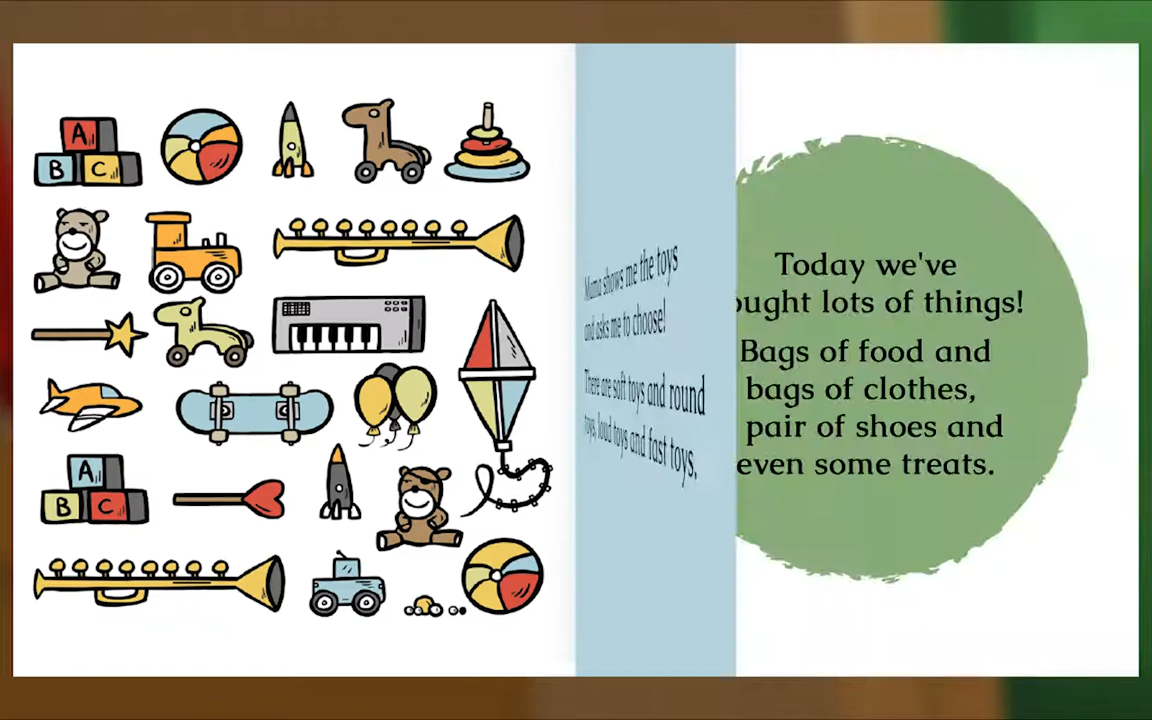 A
B C
A
B C
Mama shows me the toys
and asks me to choose!
There are soft toys and round
toys, loud toys and fast toys,
Today we've
ought lots of things!
Bags of food and
bags of clothes,
pair of shoes and
even some treats.